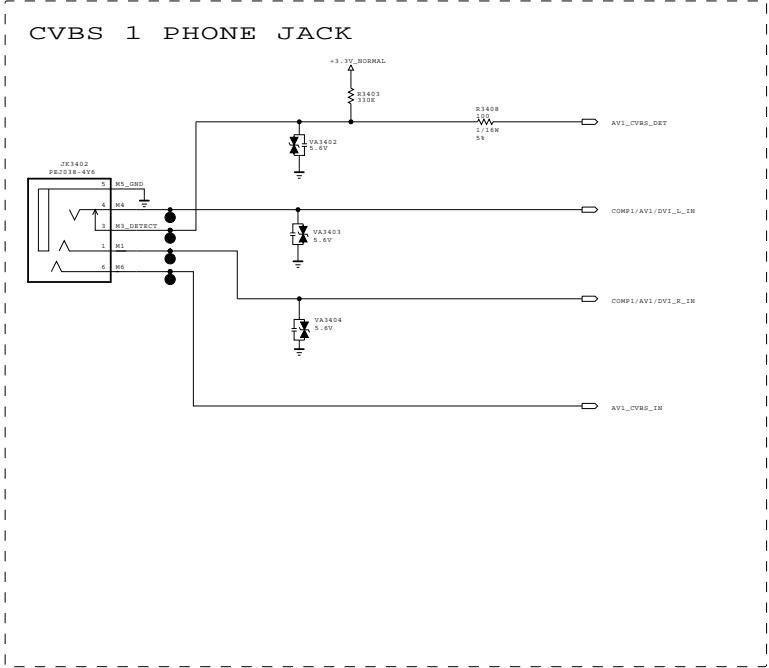 CVBS 1 PHONE JACK
+3.3V_NORMAL
R3403
330K
R3408
100
1/16W
5%
AV1_CVBS_DET
VA3402
5.6V
JK3402
PEJ038-4Y6
5 M5_GND
4 M4
3 M3_DETECT
1 M1
6 M6
COMP1/AV1/DVI_L_IN
VA3403
5.6V
COMP1/AV1/DVI_R_IN
VA3404
5.6V
AV1_CVBS_IN